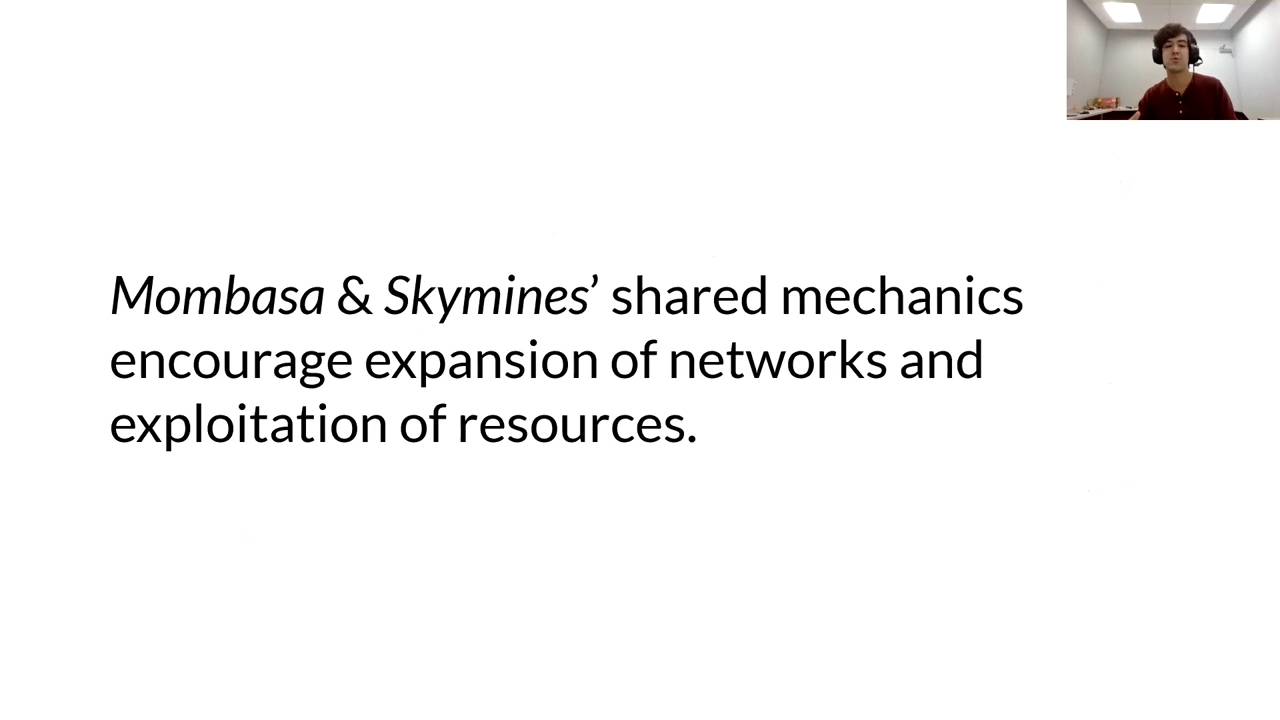 Mombasa & Skymines’ shared mechanics
encourage expansion of networks and
exploitation of resources.